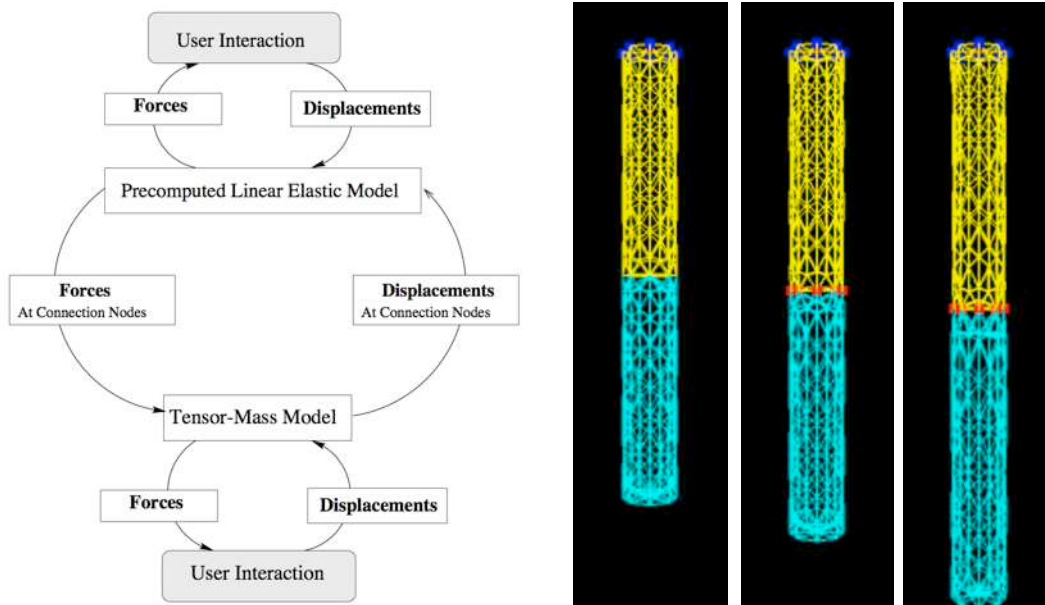 User Interaction
Forces
Displacements
Precomputed Linear Elastic Model
Forces
At Connection Nodes
Displacements
At Connection Nodes
Tensor-Mass Model
Forces
Displacements
User Interaction